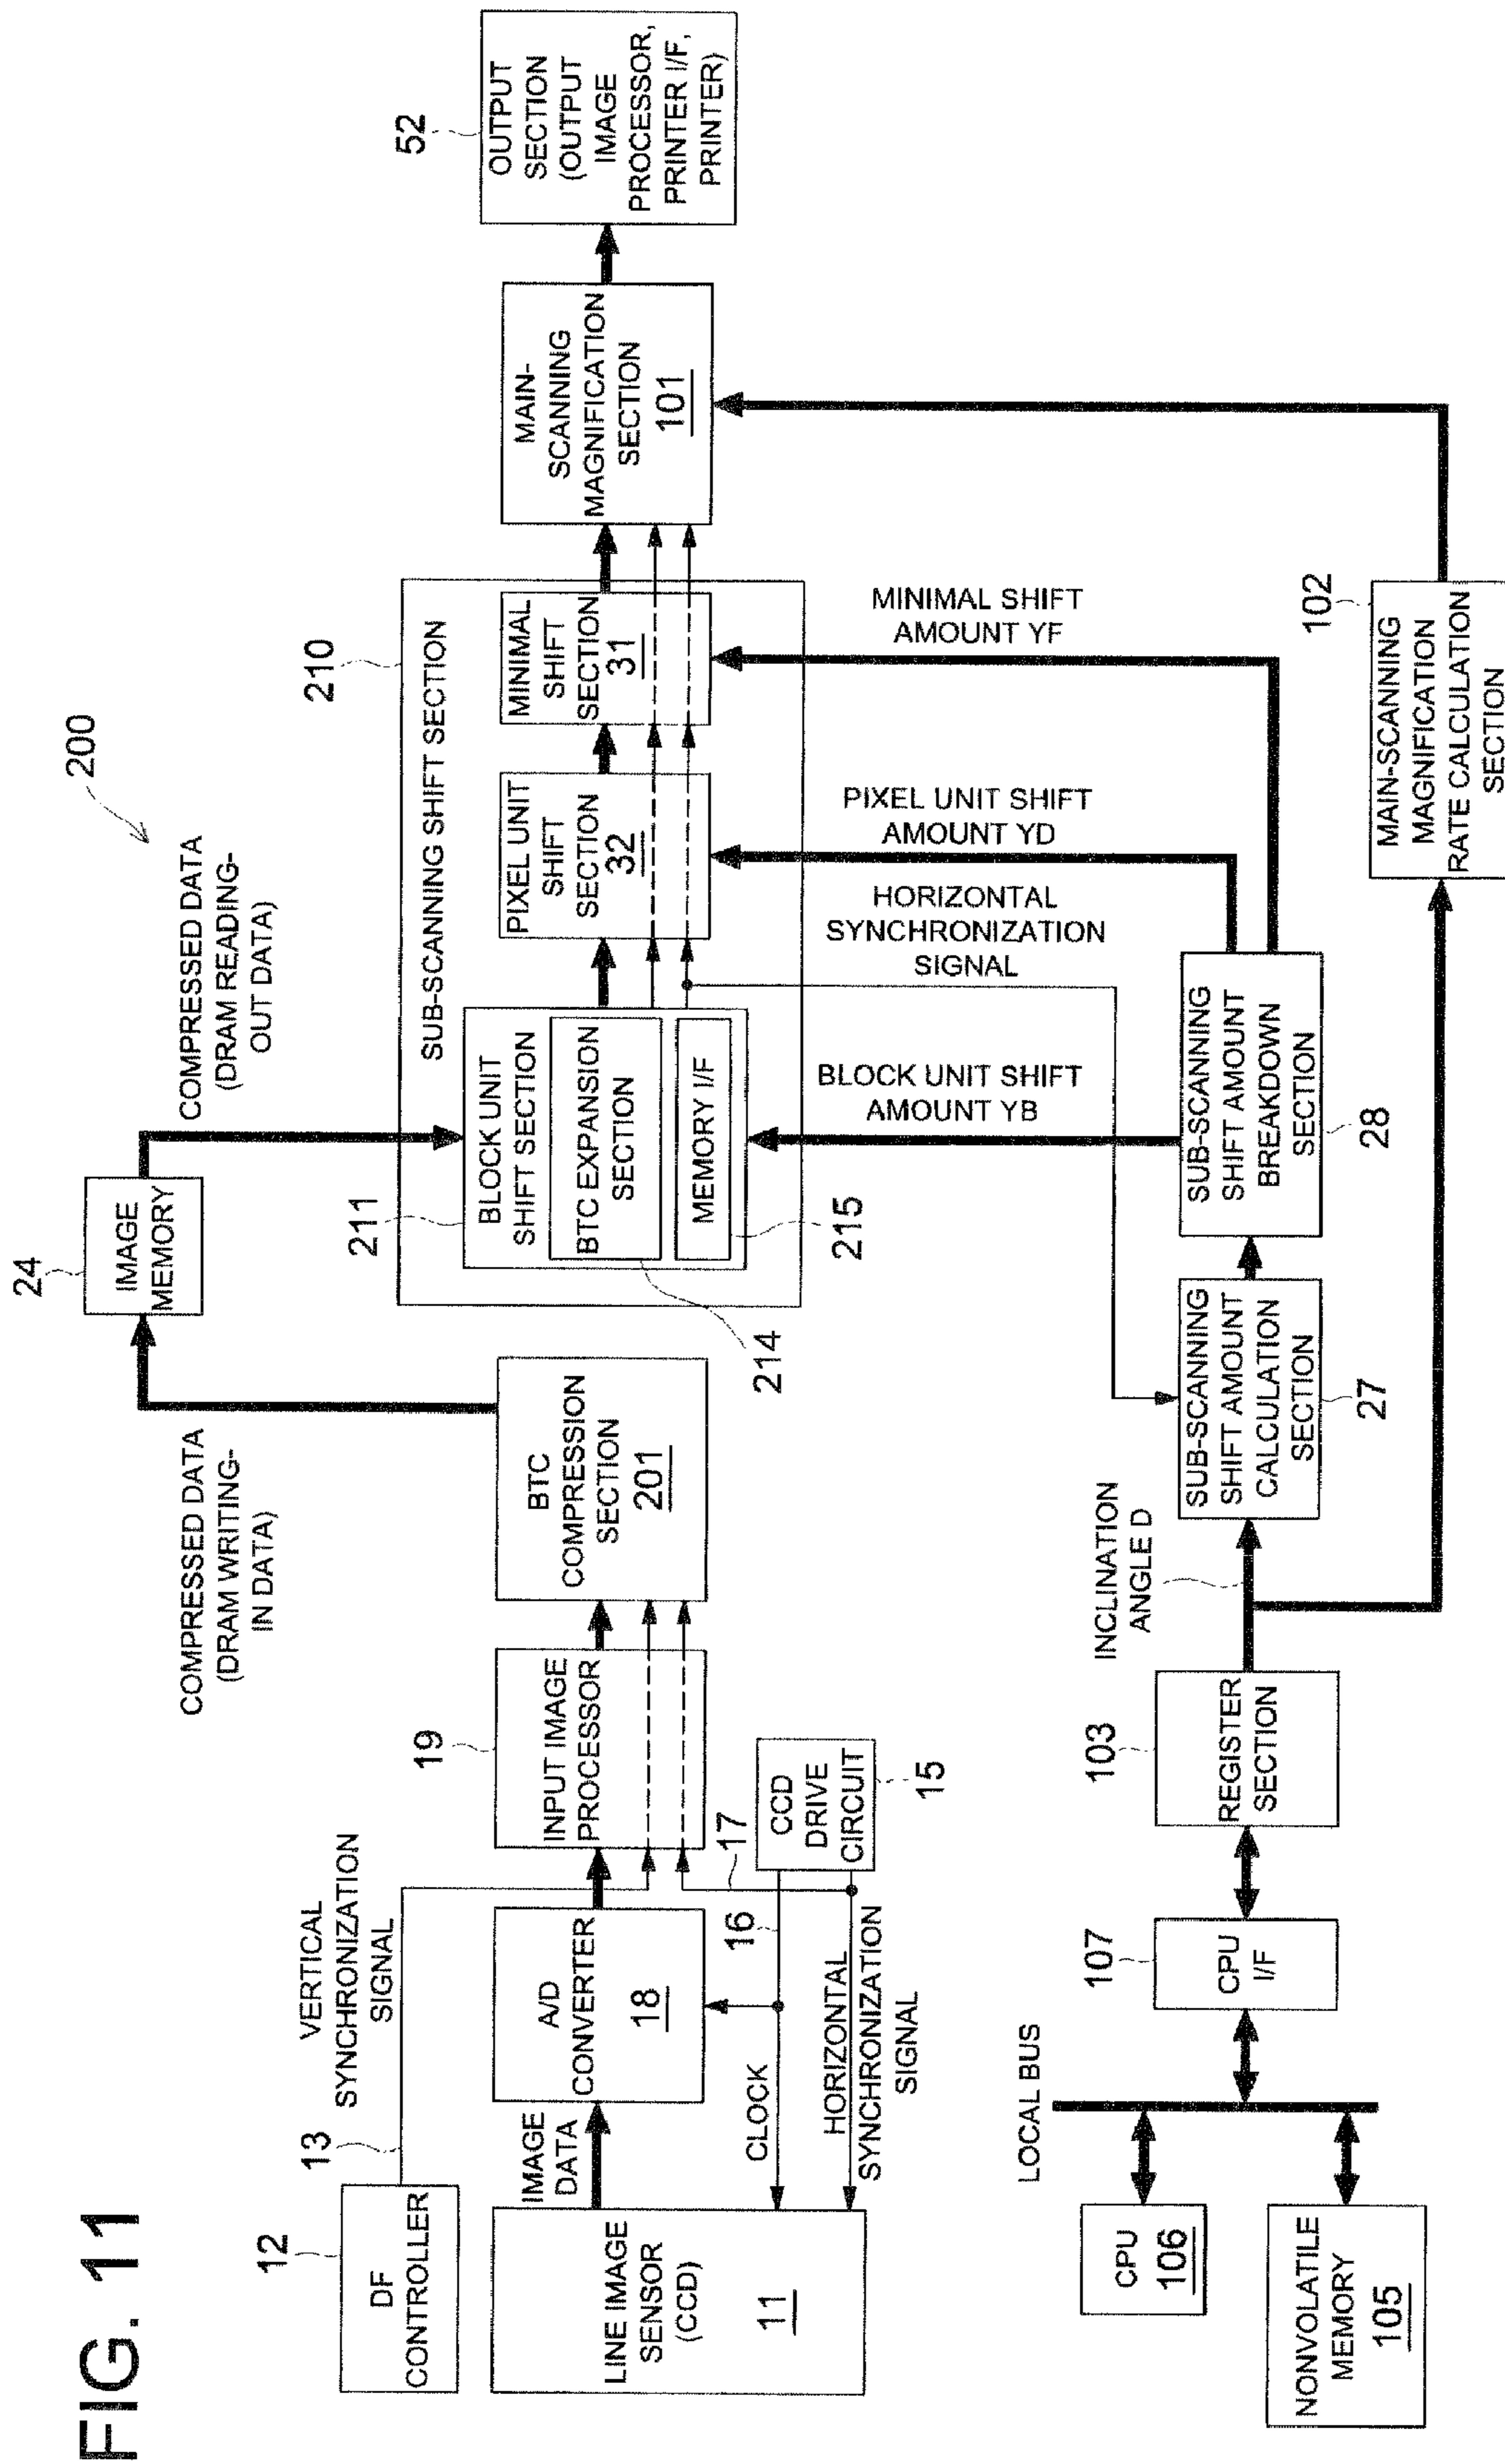 FIG. 11
200
12
DF
CONTROLLER
13
VERTICAL
SYNCHRONIZATION
SIGNAL
LINE IMAGE
SENSOR
(CCD)
11
IMAGE
DATA
A/D
CONVERTER
18
CLOCK
16
17
HORIZONTAL
SYNCHRONIZATION
SIGNAL
CCD
DRIVE
CIRCUIT
15
19
INPUT IMAGE
PROCESSOR
BTC
COMPRESSION
SECTION
201
COMPRESSED DATA
(DRAM WRITING-
IN DATA)
24
IMAGE
MEMORY
COMPRESSED DATA
(DRAM READING-
OUT DATA)
210
SUB-SCANNING SHIFT SECTION
211
BLOCK UNIT
SHIFT SECTION
BTC EXPANSION
SECTION
214
MEMORY I/F
215
PIXEL UNIT
SHIFT
SECTION
32
MINIMAL
SHIFT
SECTION
31
MAIN-
SCANNING
MAGNIFICATION
SECTION
101
52
OUTPUT
SECTION
(OUTPUT
IMAGE
PROCESSOR,
PRINTER I/F,
PRINTER)
BLOCK UNIT SHIFT
AMOUNT YB
HORIZONTAL
SYNCHRONIZATION
SIGNAL
PIXEL UNIT SHIFT
AMOUNT YD
MINIMAL SHIFT
AMOUNT YF
LOCAL BUS
CPU
106
NONVOLATILE
MEMORY
105
107
CPU
I/F
103
REGISTER
SECTION
INCLINATION
ANGLE D
SUB-SCANNING
SHIFT AMOUNT
CALCULATION
SECTION
27
SUB-SCANNING
SHIFT AMOUNT
BREAKDOWN
SECTION
28
102
MAIN-SCANNING
MAGNIFICATION
RATE CALCULATION
SECTION